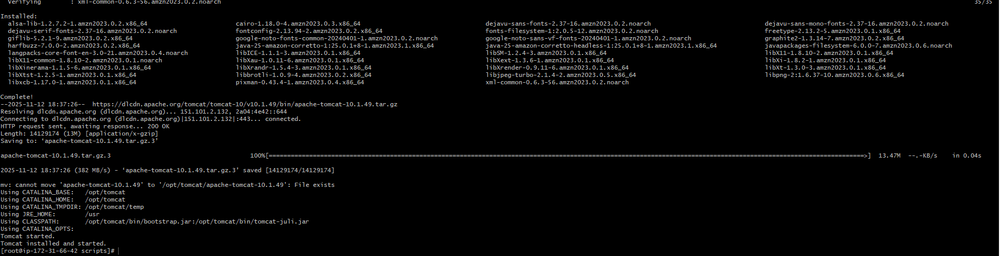 Verifying        : xml-common-0.6.3-56.amzn2023.0.2.noarch                                        35/35
Installed:
alsa-lib-1.2.7.2-1.amzn2023.0.2.x86_64 cairo-1.18.0-4.amzn2023.0.3.x86_64 dejavu-sans-fonts-2.37-16.amzn2023.0.2.noarch dejavu-sans-mono-fonts-2.37-16.amzn2023.0.2.noarch
dejavu-serif-fonts-2.37-16.amzn2023.0.2.noarch fontconfig-2.13.94-2.amzn2023.0.2.x86_64 fonts-filesystem-1:2.0.5-12.amzn2023.0.2.noarch freetype-2.13.2-5.amzn2023.0.1.x86_64
giflib-5.2.1-9.amzn2023.0.2.x86_64 google-noto-fonts-common-20240401-1.amzn2023.0.2.noarch google-noto-sans-vf-fonts-20240401-1.amzn2023.0.2.noarch graphite2-1.3.14-7.amzn2023.0.2.x86_64
harfbuzz-7.0.0-2.amzn2023.0.2.x86_64 java-25-amazon-corretto-1:25.0.1+8-1.amzn2023.1.x86_64 java-25-amazon-corretto-headless-1:25.0.1+8-1.amzn2023.1.x86_64 javapackages-filesystem-6.0.0-7.amzn2023.0.6.noarch
langpacks-core-font-en-3.0-21.amzn2023.0.4.noarch libICE-1.1.1-3.amzn2023.0.1.x86_64 libSM-1.2.4-3.amzn2023.0.1.x86_64 libX11-1.8.10-2.amzn2023.0.1.x86_64
libX11-common-1.8.10-2.amzn2023.0.1.noarch libXau-1.0.11-6.amzn2023.0.1.x86_64 libXext-1.3.6-1.amzn2023.0.1.x86_64 libXi-1.8.2-1.amzn2023.0.1.x86_64
libXinerama-1.1.5-6.amzn2023.0.1.x86_64 libXrandr-1.5.4-3.amzn2023.0.1.x86_64 libXrender-0.9.11-6.amzn2023.0.1.x86_64 libXt-1.3.0-3.amzn2023.0.1.x86_64
libXtst-1.2.5-1.amzn2023.0.1.x86_64 libbrotli-1.0.9-4.amzn2023.0.2.x86_64 libjpeg-turbo-2.1.4-2.amzn2023.0.5.x86_64 libpng-2:1.6.37-10.amzn2023.0.6.x86_64
libxcb-1.17.0-1.amzn2023.0.1.x86_64 pixman-0.43.4-1.amzn2023.0.4.x86_64 xml-common-0.6.3-56.amzn2023.0.2.noarch
Complete!
--2025-11-12 18:37:26--  https://dlcdn.apache.org/tomcat/tomcat-10/v10.1.49/bin/apache-tomcat-10.1.49.tar.gz
Resolving dlcdn.apache.org (dlcdn.apache.org)... 151.101.2.132, 2a04:4e42::644
Connecting to dlcdn.apache.org (dlcdn.apache.org)|151.101.2.132|:443... connected.
HTTP request sent, awaiting response... 200 OK
Length: 14129174 (13M) [application/x-gzip]
Saving to: ‘apache-tomcat-10.1.49.tar.gz.3’
apache-tomcat-10.1.49.tar.gz.3 100%[==================================================>] 13.47M --.-KB/s in 0.04s
2025-11-12 18:37:26 (382 MB/s) - ‘apache-tomcat-10.1.49.tar.gz.3’ saved [14129174/14129174]
mv: cannot move 'apache-tomcat-10.1.49' to '/opt/tomcat/apache-tomcat-10.1.49': File exists
Using CATALINA_BASE:   /opt/tomcat
Using CATALINA_HOME:   /opt/tomcat
Using CATALINA_TMPDIR: /opt/tomcat/temp
Using JRE_HOME:        /usr
Using CLASSPATH:       /opt/tomcat/bin/bootstrap.jar:/opt/tomcat/bin/tomcat-juli.jar
Using CATALINA_OPTS:
Tomcat started.
Tomcat installed and started.
[root@ip-172-31-66-42 scripts]#